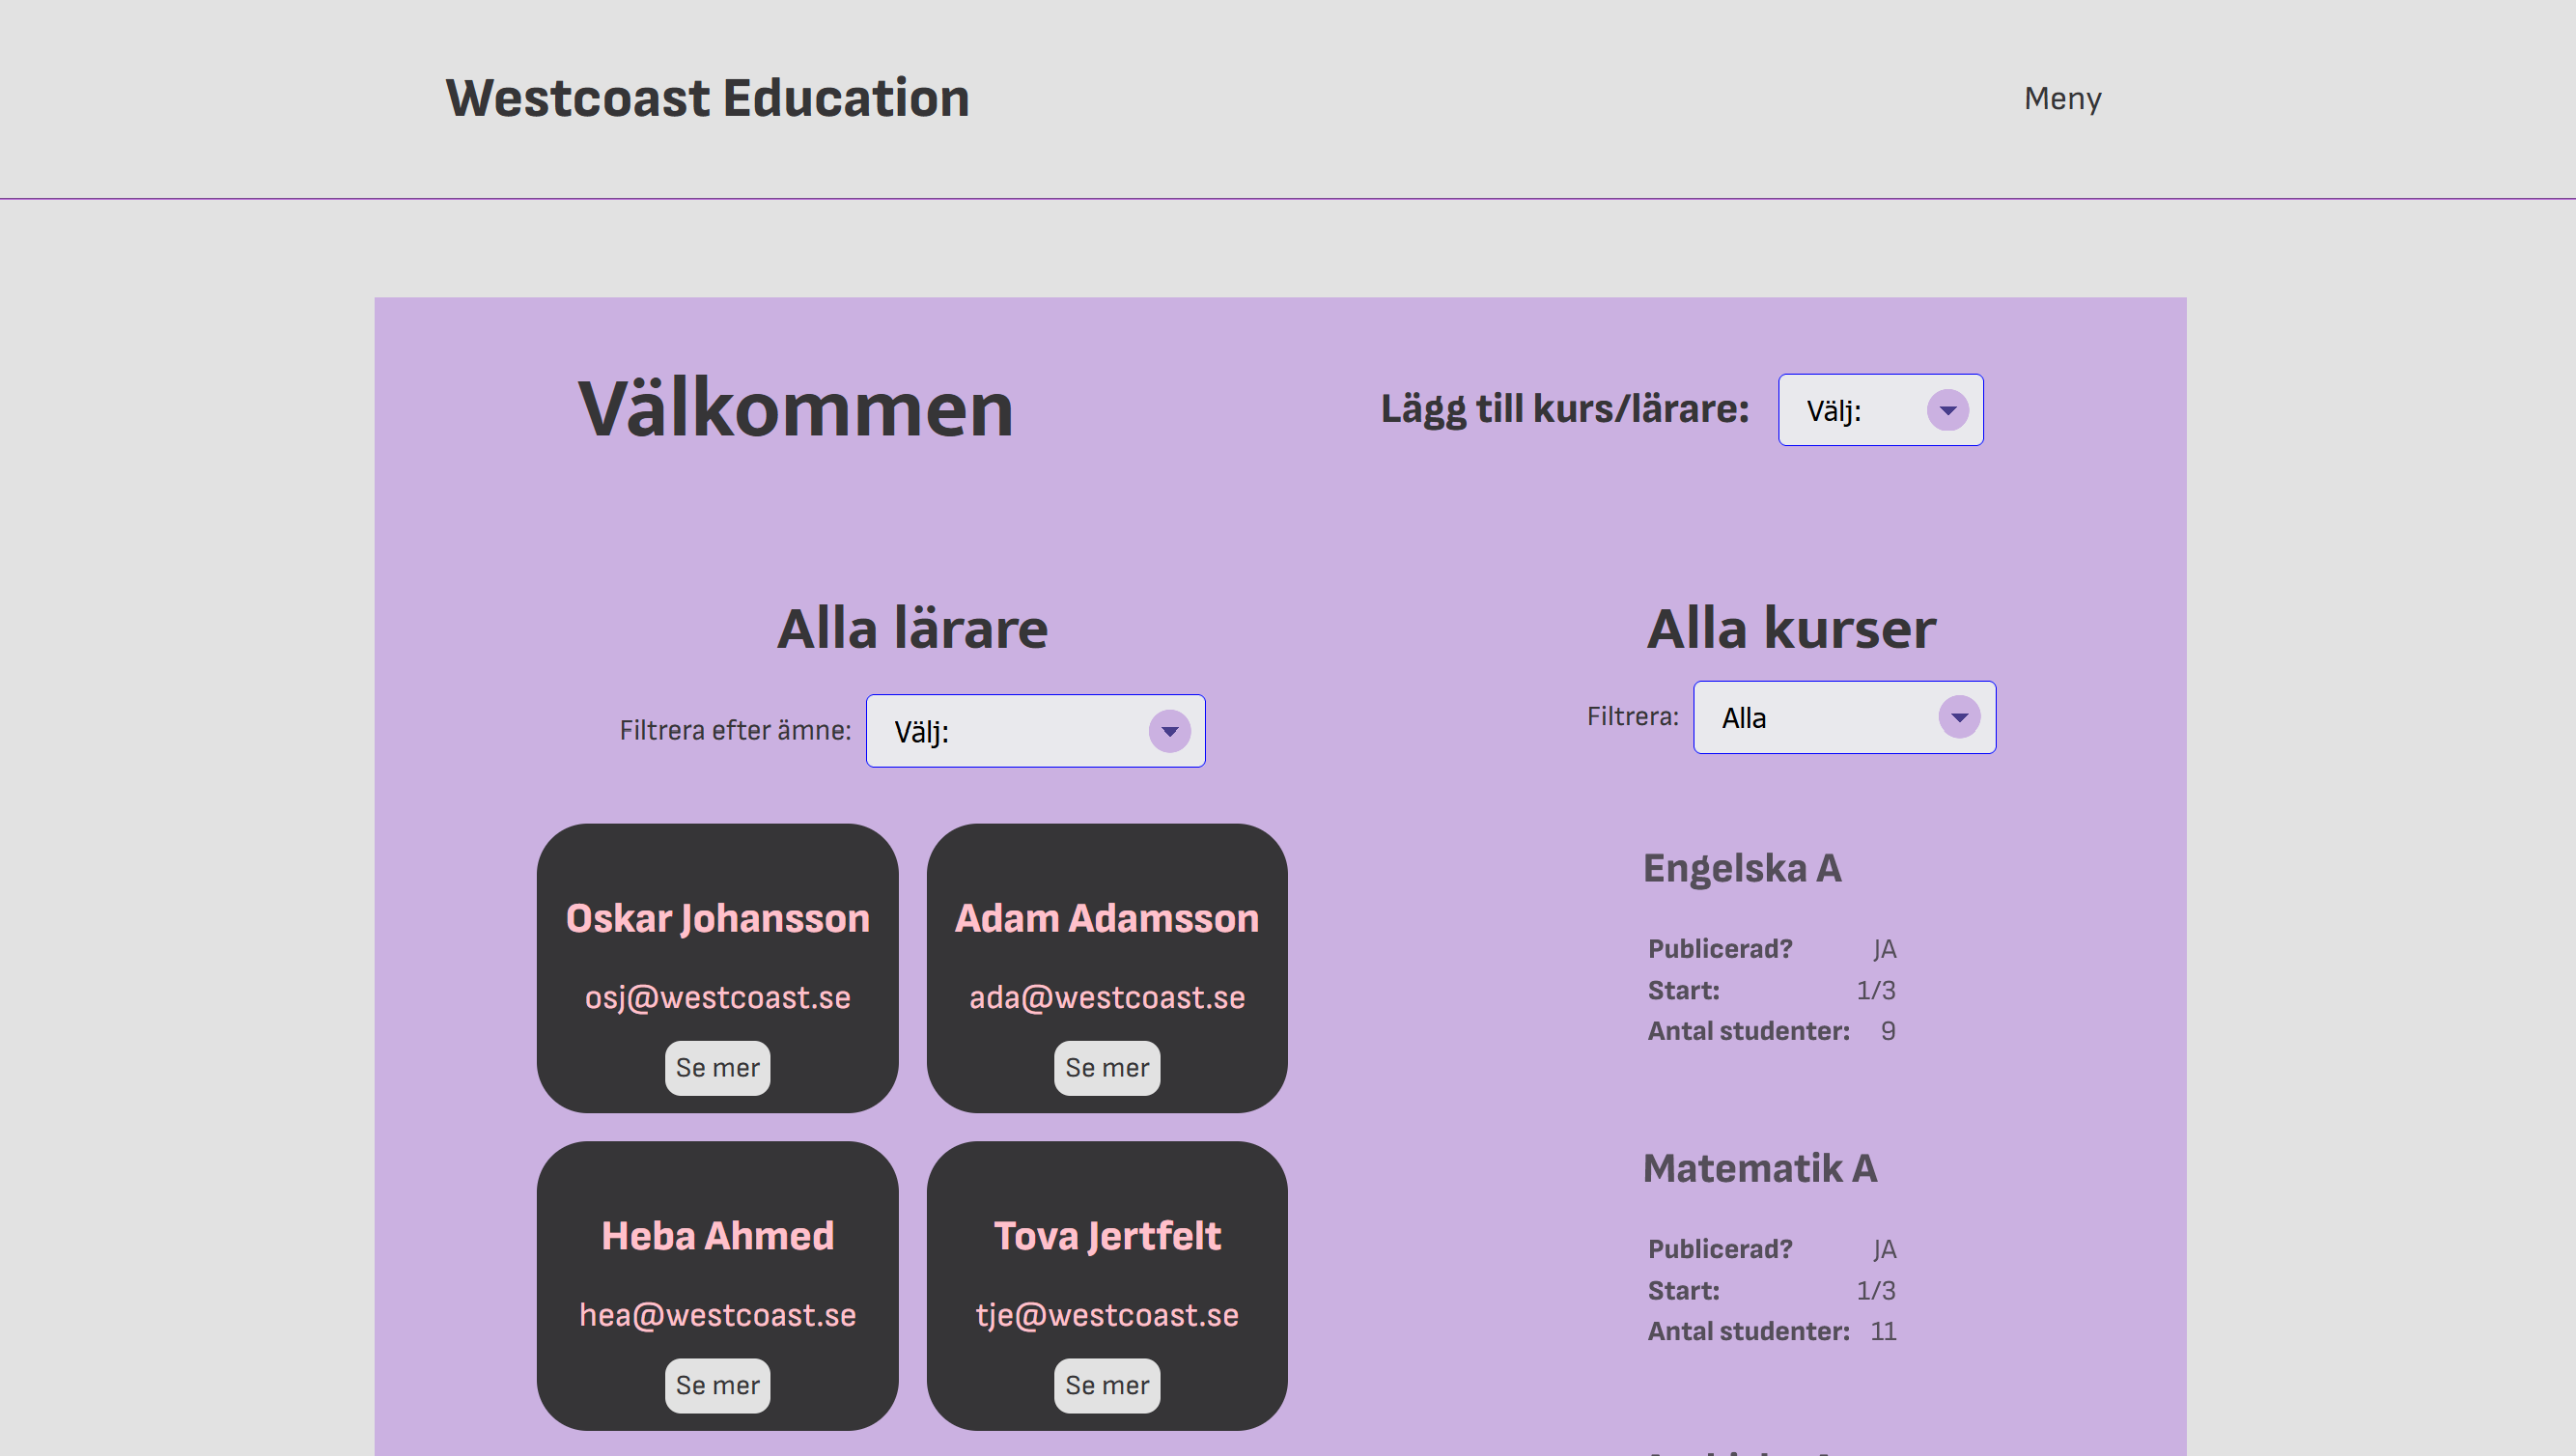 Westcoast Education
Meny
Välkommen
Lägg till kurs/lärare:
Välj:
Alla lärare
Filtrera efter ämne:
Välj:
Oskar Johansson
osj@westcoast.se
Se mer
Adam Adamsson
ada@westcoast.se
Se mer
Heba Ahmed
hea@westcoast.se
Se mer
Tova Jertfelt
tje@westcoast.se
Se mer
Alla kurser
Filtrera:
Alla
Engelska A
Publicerad? JA
Start: 1/3
Antal studenter: 9
Matematik A
Publicerad? JA
Start: 1/3
Antal studenter: 11